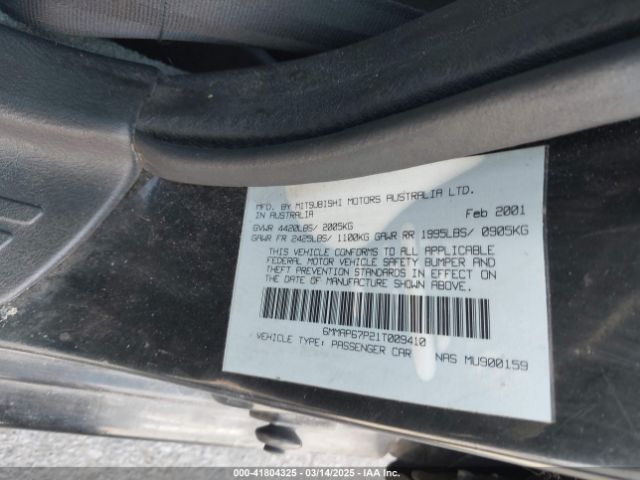 MFD. BY MITSUBISHI MOTORS AUSTRALIA LTD.
IN AUSTRALIA Feb 2001
GVWR 4420LBS/ 2005KG
GAWR FR 2425LBS/ 1100KG GAWR RR 1995LBS/ 0905KG
THIS VEHICLE CONFORMS TO ALL APPLICABLE
FEDERAL MOTOR VEHICLE SAFETY BUMPER AND
THEFT PREVENTION STANDARDS IN EFFECT ON
THE DATE OF MANUFACTURE SHOWN ABOVE.
6MMAP67P21T009410
VEHICLE TYPE: PASSENGER CAR NAS MU900159
000-41804325 - 03/14/2025 - IAAI.COM